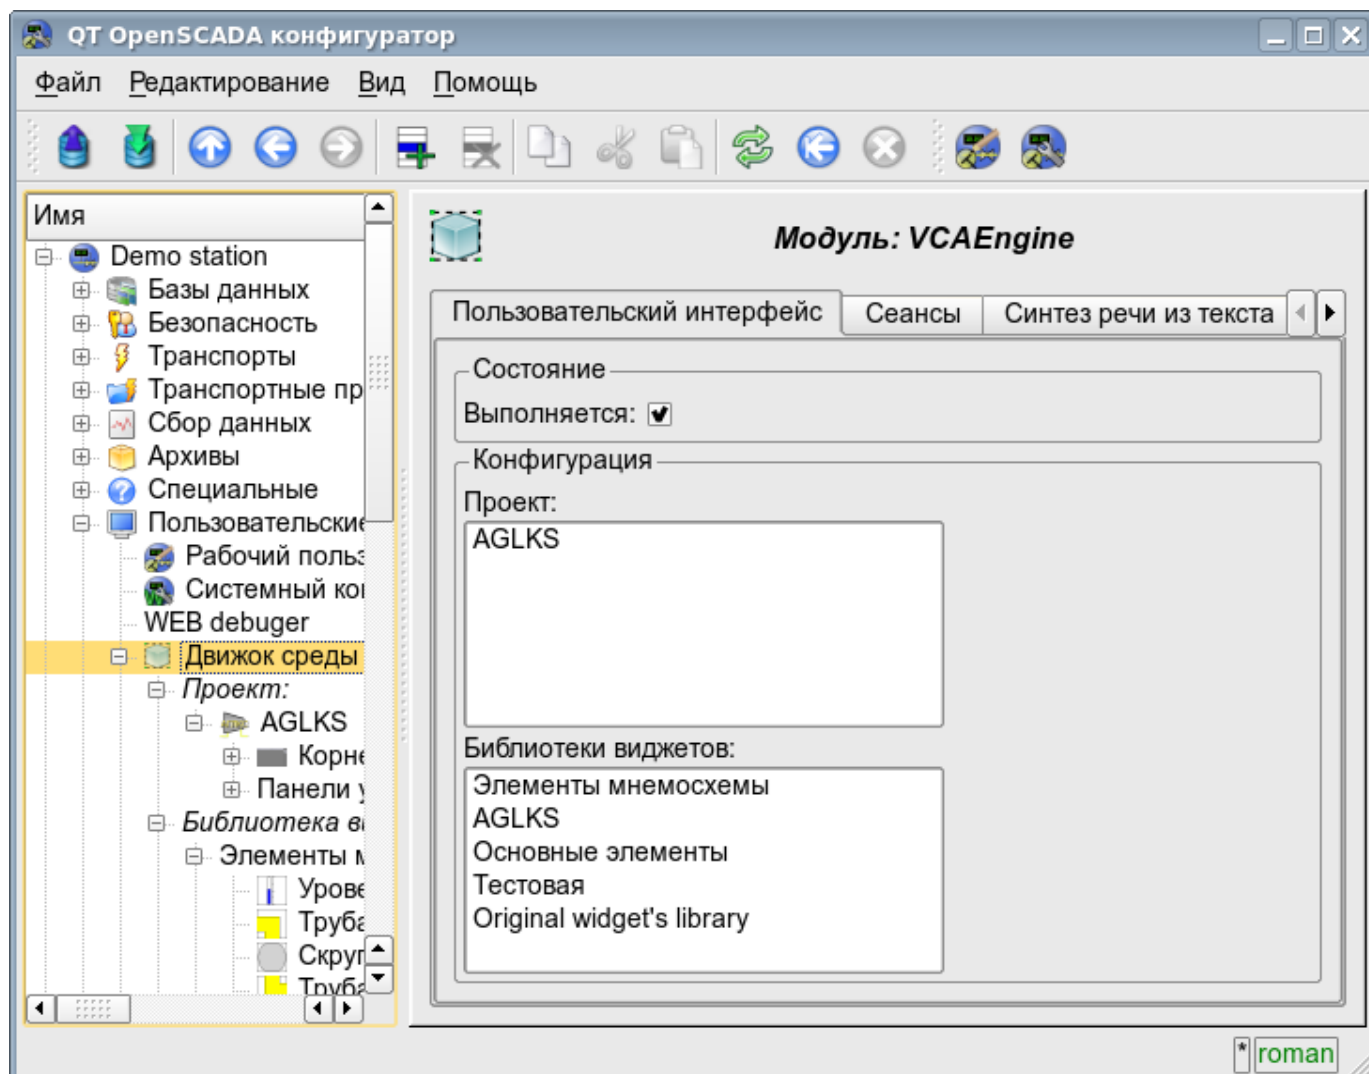 QT OpenSCADA конфигуратор
Файл Редактирование Вид Помощь
Имя
Demo station
Базы данных
Безопасность
Транспорты
Транспортные пр
Сбор данных
Архивы
Специальные
Пользовательские
Рабочий польз
Системный ко
WEB debuger
Движок среды
Проект:
AGLKS
Корне
Панели у
Библиотека в
Элементы м
Урове
Труба
Скруг
Труба
Модуль: VCAEngine
Пользовательский интерфейс Сеансы Синтез речи из текста
Состояние
Выполняется:
Конфигурация
Проект:
AGLKS
Библиотеки виджетов:
Элементы мнемосхемы
AGLKS
Основные элементы
Тестовая
Original widget's library
* roman